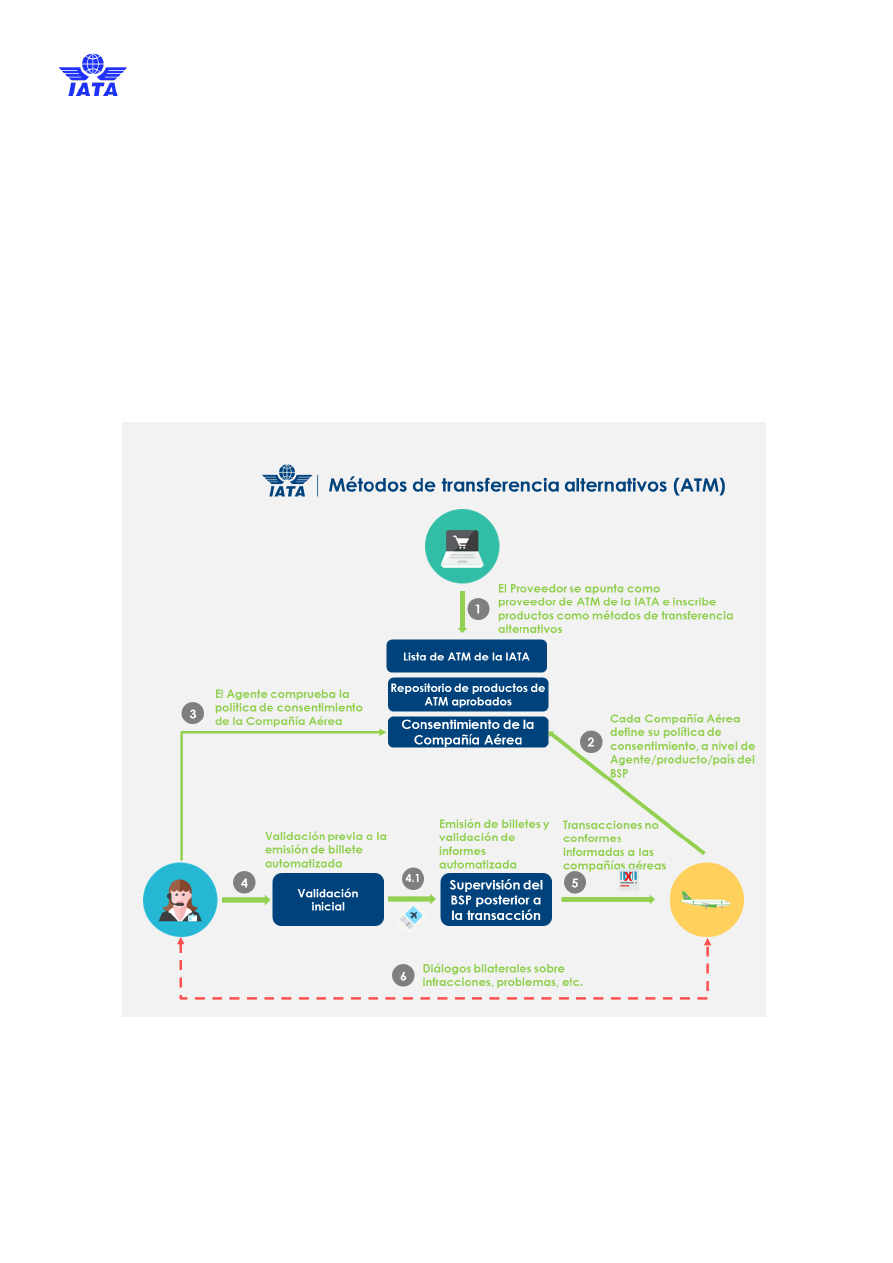 IATA
IATA
Métodos de transferencia alternativos (ATM)
El Proveedor se apunta como
proveedor de ATM de la IATA e inscribe
productos como métodos de transferencia
alternativos
1
Lista de ATM de la IATA
Repositorio de productos de
ATM aprobados
Consentimiento de la
Compañía Aérea
El Agente comprueba la
política de consentimiento
de la Compañía Aérea
3
Cada Compañía Aérea
define su política de
consentimiento, a nivel de
Agente/producto/país del
BSP
2
Validación previa a la
emisión de billete
automatizada
4
Validación
inicial
Emisión de billetes y
validación de
informes
automatizada
4.1
Supervisión del
BSP posterior a
la transacción
Transacciones no
conformes
informadas a las
compañías aéreas
5
X
6
Diálogos bilaterales sobre
infracciones, problemas, etc.